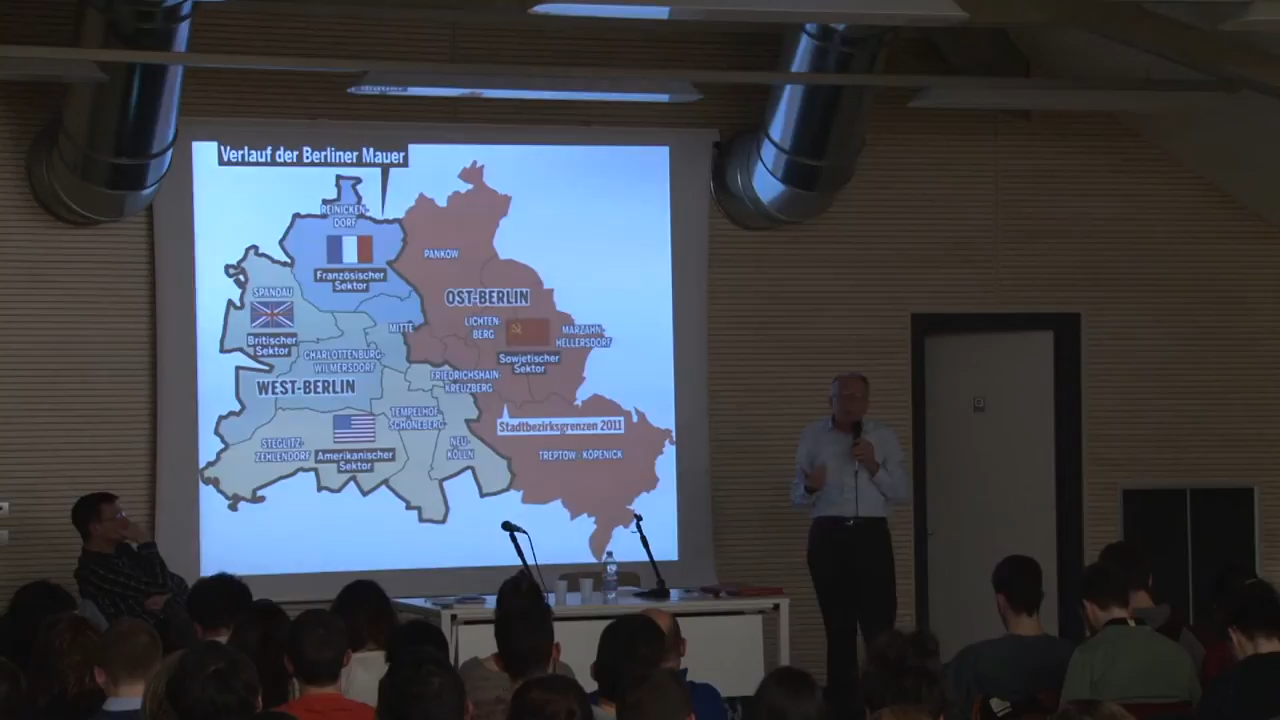 Verlauf der Berliner Mauer
REINICKEN-
DORF
Französischer
Sektor
PANKOW
SPANDAU
OST-BERLIN
Britischer
Sektor
MITTE
LICHTEN-
BERG
MARZAHN-
HELLERSDORF
Sowjetischer
Sektor
CHARLOTTENBURG-
WILMERSDORF
WEST-BERLIN
FRIEDRICHSHAIN-
KREUZBERG
TEMPELHOF-
SCHÖNEBERG
Stadtbezirksgrenzen 2011
STEGLITZ-
ZEHLENDORF
Amerikanischer
Sektor
NEU-
KÖLLN
TREPTOW - KÖPENICK